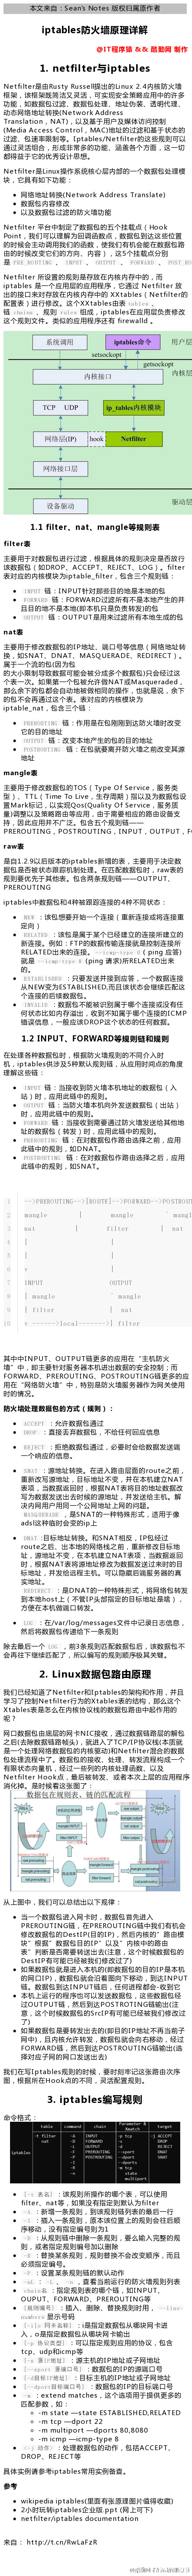 本文来自：Sean's Notes 版权归属原作者
iptables防火墙原理详解
@IT程序猿 && 酷勤网 制作
1. netfilter与iptables
Netfilter是由Rusty Russell提出的Linux 2.4内核防火墙框
架，该框架既简洁又灵活，可实现安全策略应用中的许多功
能，如数据包过滤、数据包处理、地址伪装、透明代理、
动态网络地址转换(Network Address
Translation，NAT)，以及基于用户及媒体访问控制
(Media Access Control，MAC)地址的过滤和基于状态的
过滤、包速率限制等。Iptables/Netfilter的这些规则可以
通过灵活组合，形成非常多的功能、涵盖各个方面，这一
切都得益于它的优秀设计思想。
Netfilter是Linux操作系统核心层内部的一个数据包处理模
块，它具有如下功能：
网络地址转换(Network Address Translate)
数据包内容修改
以及数据包过滤的防火墙功能
Netfilter 平台中制定了数据包的五个挂载点（Hook
Point，我们可以理解为回调函数点，数据包到达这些位置
的时候会主动调用我们的函数，使我们有机会能在数据包路
由的时候改变它们的方向、内容），这5个挂载点分别
是 PRE_ROUTING 、 INPUT 、 OUTPUT 、 FORWARD 、
Netfilter 所设置的规则是存放在内核内存中的，而
iptables 是一个应用层的应用程序，它通过 Netfilter 放
出的接口来对存放在内核内存中的 XXtables（Netfilter的
配置表）进行修改。这个XXtables由表 tables 、
链 chains 、规则 rules 组成，iptables在应用层负责修改
这个规则文件。类似的应用程序还有 firewalld 。
系统调用
iptables命令
用户层
setsockopt
getsockopt
内核接口
内核层
TCP UDP
ip_tables内核模块
网络层(IP)
hook
Netfilter
网络接口层
设备驱动
驱动层
1.1 filter、nat、mangle等规则表
filter表
主要用于对数据包进行过滤，根据具体的规则决定是否放行
该数据包（如DROP、ACCEPT、REJECT、LOG）。filter
表对应的内核模块为iptable_filter，包含三个规则链：
INPUT 链：INPUT针对那些目的地是本地的包
FORWARD 链：FORWARD过滤所有不是本地产生的并
且目的地不是本地(即本机只是负责转发)的包
OUTPUT 链：OUTPUT是用来过滤所有本地生成的包
nat表
主要用于修改数据包的IP地址、端口号等信息（网络地址转
换，如SNAT、DNAT、MASQUERADE、REDIRECT）。
属于一个流的包(因为包
的大小限制导致数据可能会被分成多个数据包)只会经过这
个表一次。如果第一个包被允许做NAT或Masqueraded，
那么余下的包都会自动地被做相同的操作，也就是说，余下
的包不会再通过这个表。表对应的内核模块为
iptable_nat，包含三个链：
PREROUTING 链：作用是在包刚刚到达防火墙时改变
它的目的地址
OUTPUT 链：改变本地产生的包的目的地址
POSTROUTING 链：在包就要离开防火墙之前改变其源
地址
mangle表
主要用于修改数据包的TOS（Type Of Service，服务类
型）、TTL（Time To Live，生存周期）指以及为数据包设
置Mark标记，以实现Qos(Quality Of Service，服务质
量)调整以及策略路由等应用，由于需要相应的路由设备支
持，因此应用并不广泛。包含五个规则链——
PREROUTING，POSTROUTING，INPUT，OUTPUT，
raw表
是自1.2.9以后版本的iptables新增的表，主要用于决定数
据包是否被状态跟踪机制处理。在匹配数据包时，raw表的
规则要优先于其他表。包含两条规则链——OUTPUT、
PREROUTING
iptables中数据包和4种被跟踪连接的4种不同状态：
NEW ：该包想要开始一个连接（重新连接或将连接重
定向）
RELATED ：该包是属于某个已经建立的连接所建立的
新连接。例如：FTP的数据传输连接就是控制连接所
RELATED出来的连接。 --icmp-type 0 ( ping 应答)
就是 --icmp-type 8 (ping 请求)所RELATED出来
的。
ESTABLISHED ：只要发送并接到应答，一个数据连接
从NEW变为ESTABLISHED,而且该状态会继续匹配这
个连接的后续数据包。
INVALID ：数据包不能被识别属于哪个连接或没有任
何状态比如内存溢出，收到不知属于哪个连接的ICMP
错误信息，一般应该DROP这个状态的任何数据。
1.2 INPUT、FORWARD等规则链和规则
在处理各种数据包时，根据防火墙规则的不同介入时
机，iptables供涉及5种默认规则链，从应用时间点的角度
理解这些链：
INPUT 链：当接收到防火墙本机地址的数据包（入
站）时，应用此链中的规则。
OUTPUT 链：当防火墙本机向外发送数据包（出站）
时，应用此链中的规则。
FORWARD 链：当接收到需要通过防火墙发送给其他地
址的数据包（转发）时，应用此链中的规则。
PREROUTING 链：在对数据包作路由选择之前，应用
此链中的规则，如DNAT。
POSTROUTING 链：在对数据包作路由选择之后，应用
此链中的规则，如SNAT。
1 -->PREROUTING-->[ROUTE]-->FORWARD-->POSTROUT
2 mangle | mangle ^ mangl
3 nat | filter | nat
4 | |
5 | |
6 v |
7 INPUT OUTPUT
8 | mangle ^ mangle
9 | filter | nat
10 v ------>local------->| filter
其中中INPUT、OUTPUT链更多的应用在“主机防火
墙”中，即主要针对服务器本机进出数据的安全控制；而
FORWARD、PREROUTING、POSTROUTING链更多的应
用在“网络防火墙”中，特别是防火墙服务器作为网关使用
时的情况。
防火墙处理数据包的方式（规则）：
ACCEPT ：允许数据包通过
DROP ：直接丢弃数据包，不给任何回应信息
REJECT ：拒绝数据包通过，必要时会给数据发送端
一个响应的信息。
SNAT ：源地址转换。在进入路由层面的route之前，
重新改写源地址，目标地址不变，并在本机建立NAT
表项，当数据返回时，根据NAT表将目的地址数据改
写为数据发送出去时候的源地址，并发送给主机。解
决内网用户用同一个公网地址上网的问题。
MASQUERADE ，是SNAT的一种特殊形式，适用于像
adsl这种临时会变的ip上
DNAT :目标地址转换。和SNAT相反，IP包经过
route之后、出本地的网络栈之前，重新修改目标地
址，源地址不变，在本机建立NAT表项，当数据返回
时，根据NAT表将源地址修改为数据发送过来时的目
标地址，并发给远程主机。可以隐藏后端服务器的真
实地址。
REDIRECT ：是DNAT的一种特殊形式，将网络包转发
到本地host上（不管IP头部指定的目标地址是啥），
方便在本机做端口转发。
LOG ：在/var/log/messages文件中记录日志信息，
然后将数据包传递给下一条规则
除去最后一个 LOG ，前3条规则匹配数据包后，该数据包不
会再往下继续匹配了，所以编写的规则顺序极其关键。
2. Linux数据包路由原理
我们已经知道了Netfilter和Iptables的架构和作用，并且
学习了控制Netfilter行为的Xtables表的结构，那么这个
Xtables表是怎么在内核协议栈的数据包路由中起作用的
呢？
网口数据包由底层的网卡NIC接收，通过数据链路层的解包
之后(去除数据链路帧头)，就进入了TCP/IP协议栈(本质就
是一个处理网络数据包的内核驱动)和Netfilter混合的数据
包处理流程中了。数据包的接收、处理、转发流程构成一个
有限状态向量机，经过一些列的内核处理函数、以及
Netfilter Hook点，最后被转发、或者本次上层的应用程序
消化掉。是时候看这张图了：
数据包在规则表、链的匹配流程
从上图中，我们可以总结出以下规律：
当一个数据包进入网卡时，数据包首先进入
PREROUTING链，在PREROUTING链中我们有机会
修改数据包的DestIP(目的IP)，然后内核的"路由模
块"根据"数据包目的IP"以及"内核中的路由
表"判断是否需要转送出去(注意，这个时候数据包的
DestIP有可能已经被我们修改过了)
如果数据包就是进入本机的(即数据包的目的IP是本机
的网口IP)，数据包就会沿着图向下移动，到达INPUT
链。数据包到达INPUT链后，任何进程都会-收到它
本机上运行的程序也可以发送数据包，这些数据包经
过OUTPUT链，然后到达POSTROTING链输出(注
意，这个时候数据包的SrcIP有可能已经被我们修改过
了)
如果数据包是要转发出去的(即目的IP地址不再当前子
网中)，且内核允许转发，数据包就会向右移动，经过
FORWARD链，然后到达POSTROUTING链输出(选
择对应子网的网口发送出去)
我们在写Iptables规则的时候，要时刻牢记这张路由次序
图，根据所在Hook点的不同，灵活配置规则。
3. iptables编写规则
命令格式：
table command chain Parameter & Xmatch target
iptables -t filter nat
-A -D -L -F -P -I -R -n
INPUT FORWARD OUTPUT PREROUTING POSTROUTING
-p tcp -s -d --sport --dport --dports -m tcp state multiport
-j ACCEPT DROP REJECT DNAT SNAT
[-t 表名] ：该规则所操作的哪个表，可以使用
filter、nat等，如果没有指定则默认为filter
-A ：新增一条规则，到该规则链列表的最后一行
-I ：插入一条规则，原本该位置上的规则会往后顺
序移动，没有指定编号则为1
-D ：从规则链中删除一条规则，要么输入完整的规
则，或者指定规则编号加以删除
-R ：替换某条规则，规则替换不会改变顺序，而且
必须指定编号。
-P ：设置某条规则链的默认动作
-nL ： -L 、 -n ，查看当前运行的防火墙规则列表
chain名 ：指定规则表的哪个链，如INPUT、
OUPUT、FORWARD、PREROUTING等
[规则编号] ：插入、删除、替换规则时用， --line-
numbers 显示号码
[-i|o 网卡名称] ：i是指定数据包从哪块网卡进
入，o是指定数据包从哪块网卡输出
[-p 协议类型] ：可以指定规则应用的协议，包含
tcp、udp和icmp等
[-s 源IP地址] ：源主机的IP地址或子网地址
[--sport 源端口号] ：数据包的IP的源端口号
[-d目标IP地址] ：目标主机的IP地址或子网地址
[--dport目标端口号] ：数据包的IP的目标端口号
-m ：extend matches，这个选项用于提供更多的
匹配参数，如：
-m state —state ESTABLISHED,RELATED
-m tcp —dport 22
-m multiport —dports 80,8080
-m icmp —icmp-type 8
<-j 动作> ：处理数据包的动作，包括ACCEPT、
DROP、REJECT等
具体实例请参考iptables常用实例备查。
参考
wikipedia iptables(里面有张原理图片值得收藏)
2小时玩转iptables企业版.ppt (网上可下)
netfilter/iptables documentation
来自： http://t.cn/RwLaFzR